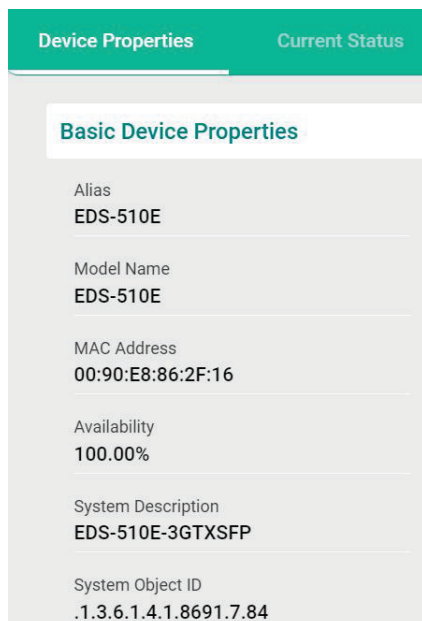 Device Properties Current Status
Basic Device Properties
Alias
EDS-510E
Model Name
EDS-510E
MAC Address
00:90:E8:86:2F:16
Availability
100.00%
System Description
EDS-510E-3GTXSFP
System Object ID
.1.3.6.1.4.1.8691.7.84